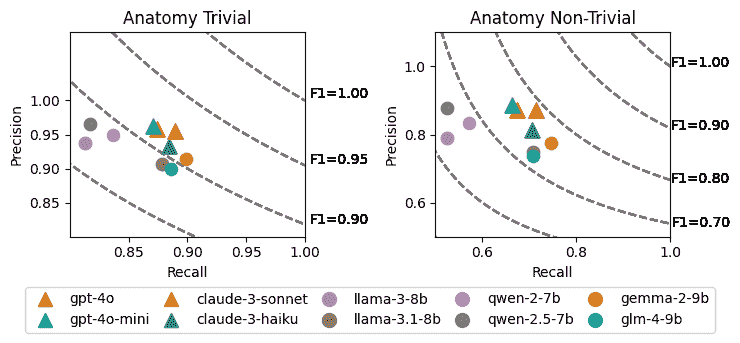 Anatomy Trivial
Anatomy Non-Trivial
Precision
1.00
0.95
0.90
0.85
F1=1.00
F1=0.95
F1=0.90
0.85 0.90 0.95 1.00
Recall
Precision
1.0
0.8
0.6
F1=1.00
F1=0.90
F1=0.80
F1=0.70
0.6 0.8 1.0
Recall
gpt-4o claude-3-sonnet llama-3-8b qwen-2-7b gemma-2-9b
gpt-4o-mini claude-3-haiku llama-3.1-8b qwen-2.5-7b glm-4-9b